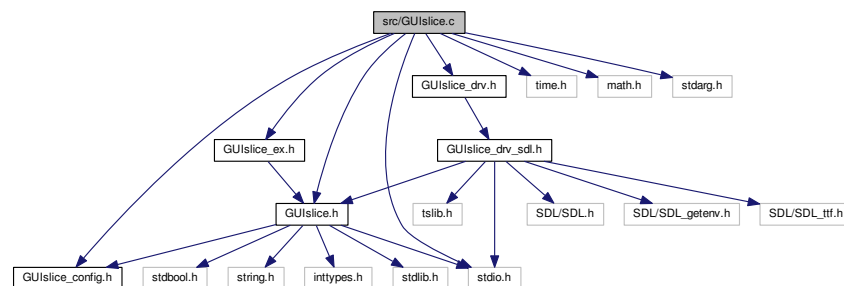 src/GUIslice.c
GUIslice_drv.h
time.h
math.h
stdarg.h
GUIslice_ex.h
GUIslice_drv_sdl.h
GUIslice.h
tslib.h
SDL/SDL.h
SDL/SDL_getenv.h
SDL/SDL_ttf.h
GUIslice_config.h
stdbool.h
string.h
inttypes.h
stdlib.h
stdio.h